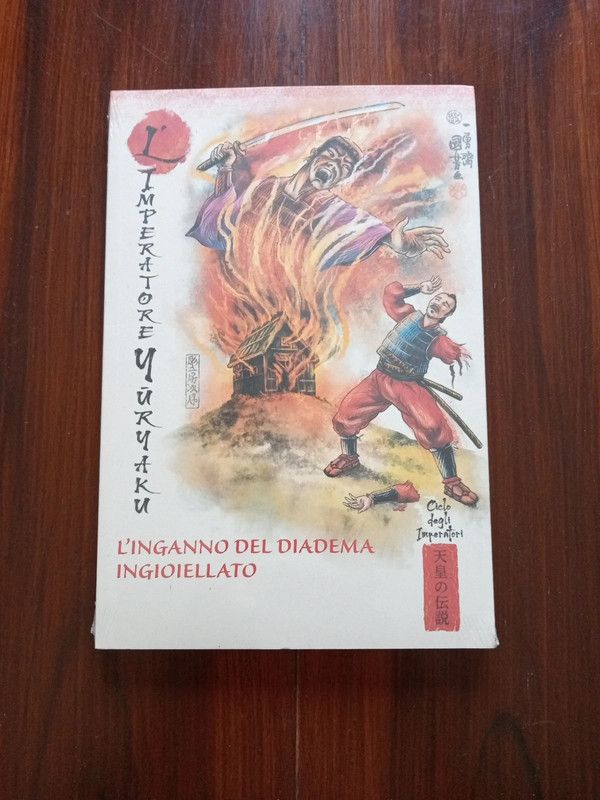 L'IMPERATORE YŪRYAKU
L'INGANNO DEL DIADEMA
INGIOIELLATO
Ciclo
degli
Imperatori
天皇の伝説